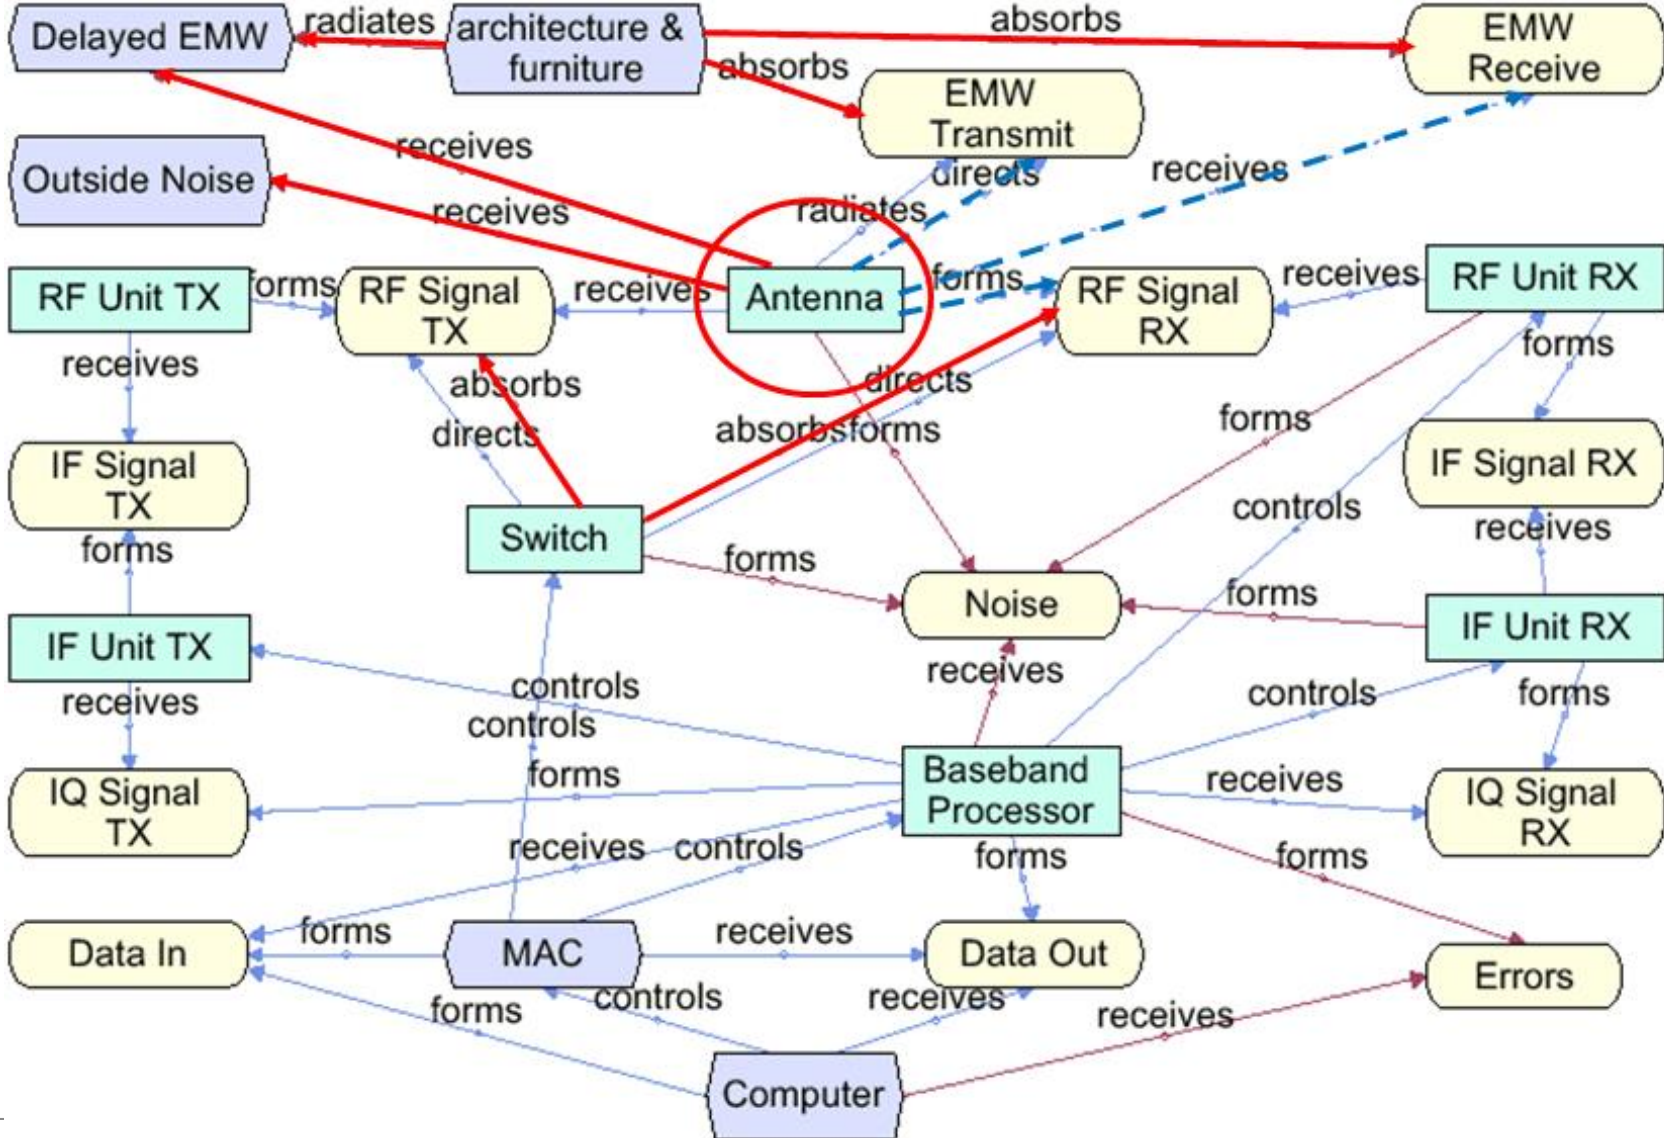 Delayed EMW
radiates
architecture &
furniture
absorbs
EMW
Receive
absorbs
EMW
Transmit
receives
Outside Noise
receives
directs
receives
radiates
RF Unit TX
forms
RF Signal
TX
receives
Antenna
forms
RF Signal
RX
receives
RF Unit RX
receives
absorbs
directs
forms
directs
absorbs
forms
forms
IF Signal
TX
IF Signal RX
forms
Switch
forms
controls
receives
Noise
forms
IF Unit TX
IF Unit RX
receives
receives
controls
controls
controls
forms
IQ Signal
TX
forms
Baseband
Processor
receives
IQ Signal
RX
receives
controls
forms
forms
Data In
forms
MAC
receives
Data Out
Errors
forms
controls
receives
receives
Computer